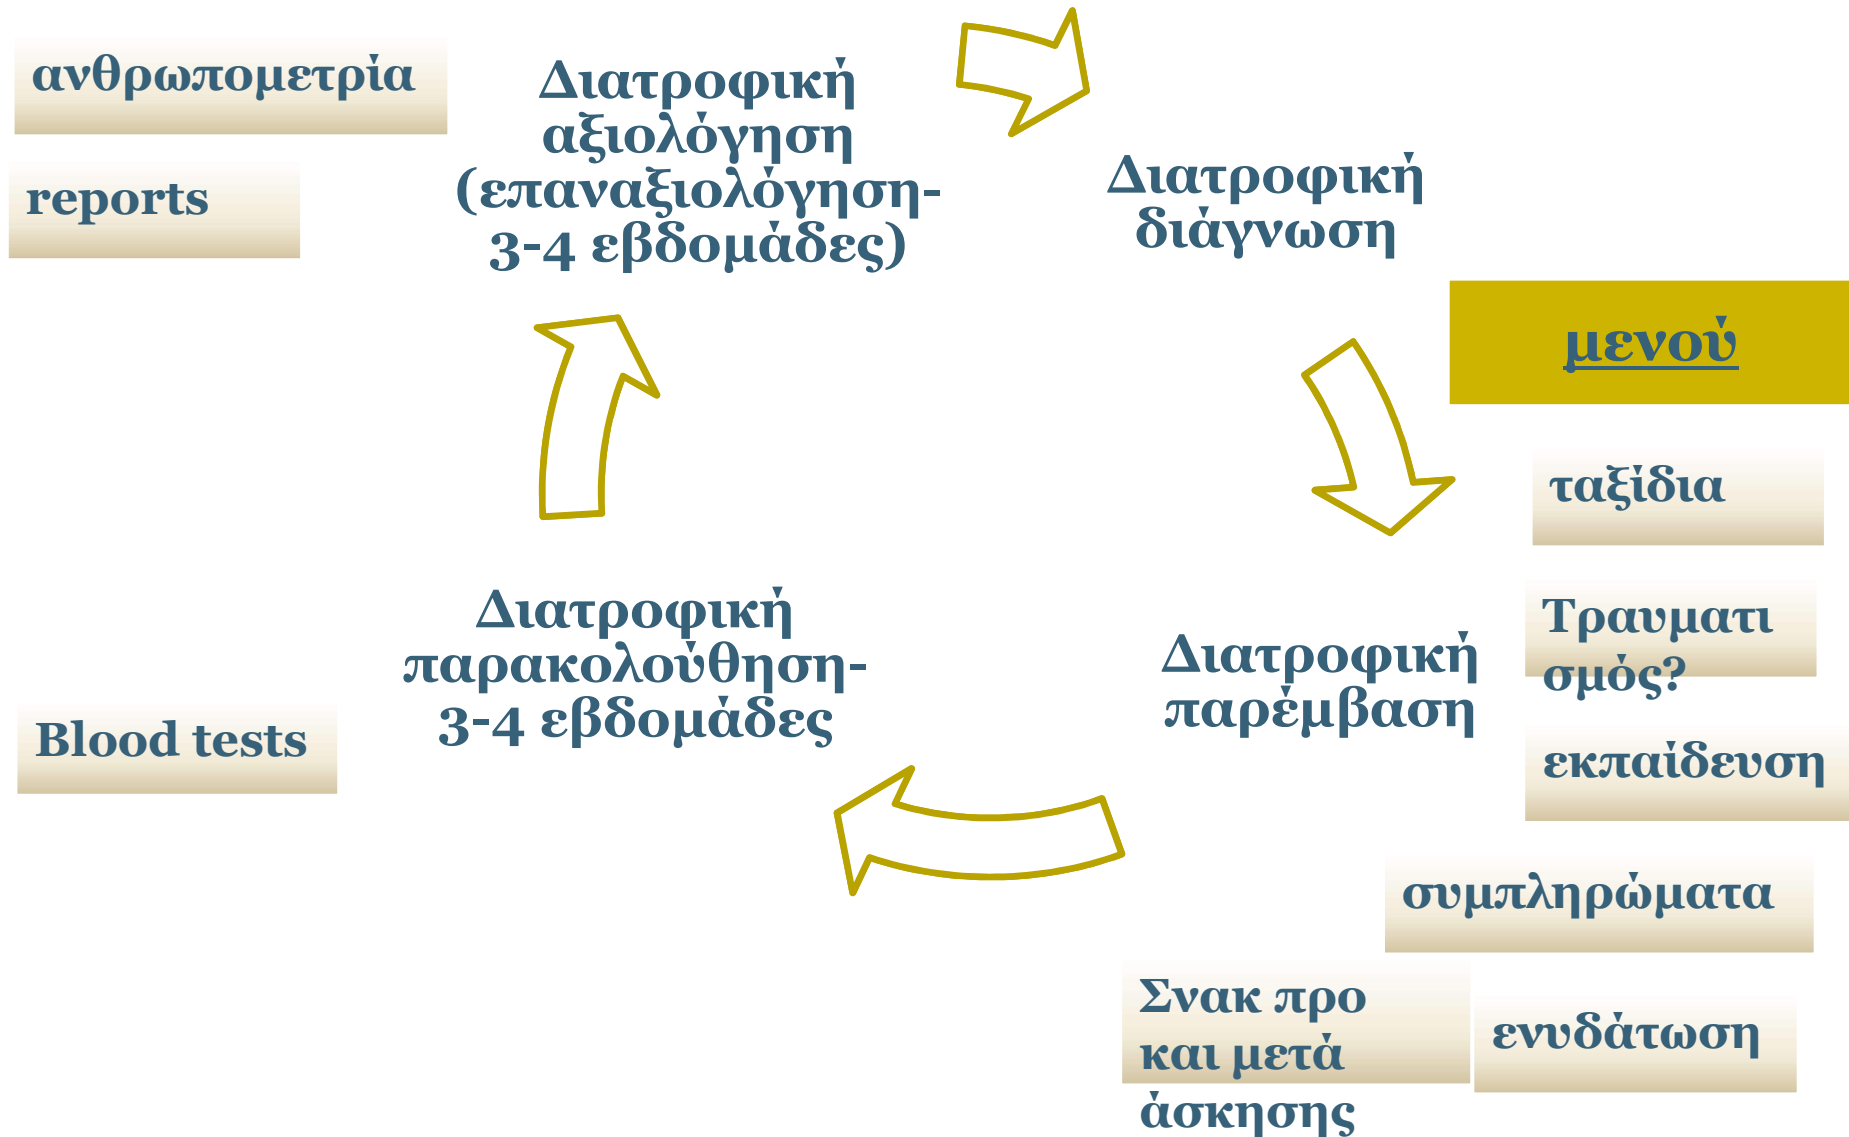 ανθρωπομετρία
reports
Διατροφική
αξιολόγηση
(επαναξιολόγηση-
3-4 εβδομάδες)
Διατροφική
διάγνωση
μενού
ταξίδια
Τραυματι
σμός?
εκπαίδευση
Διατροφική
παρέμβαση
συμπληρώματα
Σνακ προ
και μετά
άσκησης
ενυδάτωση
Διατροφική
παρακολούθηση-
3-4 εβδομάδες
Blood tests